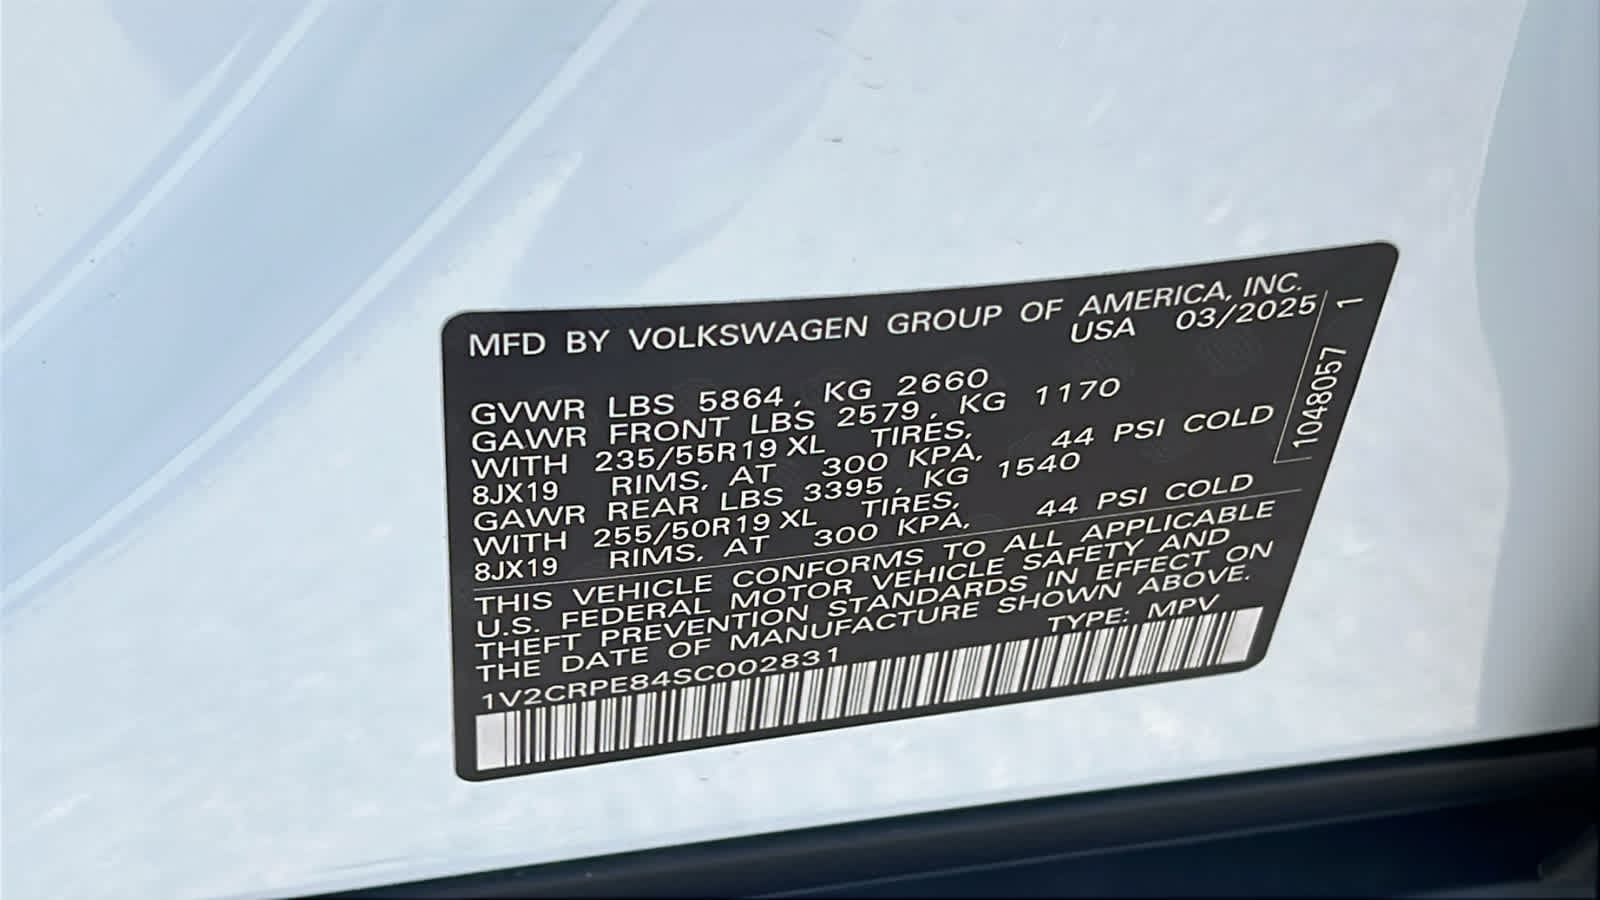 MFD BY VOLKSWAGEN GROUP OF AMERICA, INC.
USA 03/2025
GVWR LBS 5864, KG 2660
GAWR FRONT LBS 2579, KG 1170
WITH 235/55R19 XL TIRES,
8JX19 RIMS, AT 300 KPA, 44 PSI COLD
GAWR REAR LBS 3395, KG 1540
WITH 255/50R19 XL TIRES,
8JX19 RIMS, AT 300 KPA, 44 PSI COLD
THIS VEHICLE CONFORMS TO ALL APPLICABLE
U.S. FEDERAL MOTOR VEHICLE SAFETY AND
THEFT PREVENTION STANDARDS IN EFFECT ON
THE DATE OF MANUFACTURE SHOWN ABOVE.
TYPE: MPV
1V2CRPE84SC002831
1048057 1